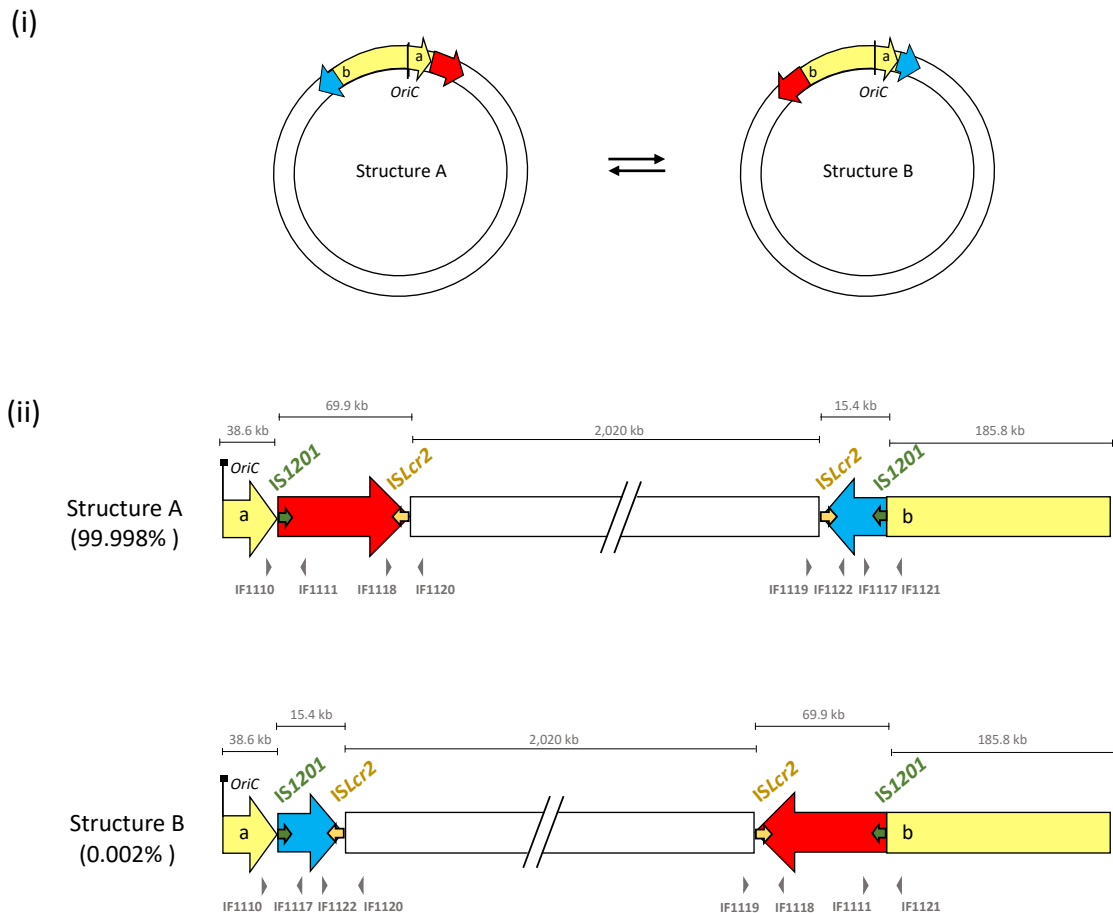 (i)
a
b
OriC
Structure A
a
b
OriC
Structure B
(ii)
69.9 kb
15.4 kb
38.6 kb
2,020 kb
185.8 kb
OriC
IS1201
ISLcr2
ISLcr2
IS1201
Structure A
(99.998% )
a
b
IF1110
IF1111
IF1118
IF1120
IF1119
IF1122
IF1117
IF1121
15.4 kb
69.9 kb
38.6 kb
2,020 kb
185.8 kb
OriC
IS1201
ISLcr2
ISLcr2
IS1201
Structure B
(0.002%)
a
b
IF1110
IF1117
IF1122
IF1120
IF1119
IF1118
IF1111
IF1121